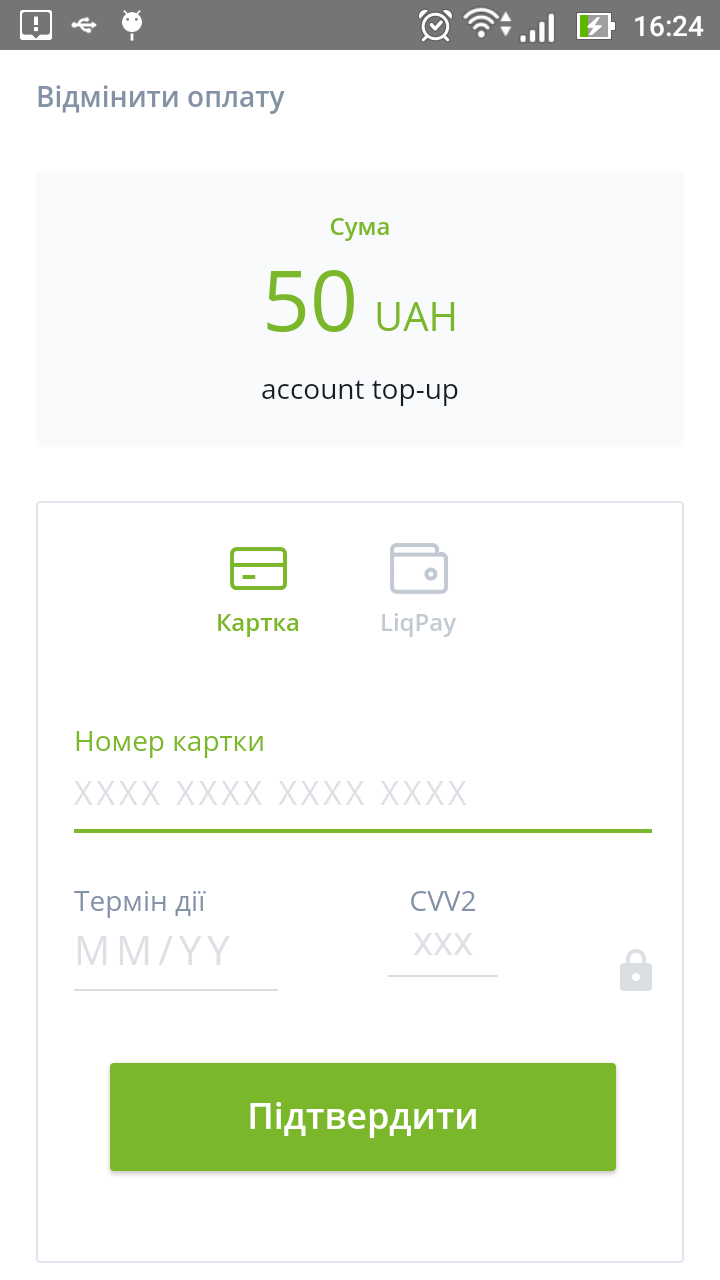 16:24
Відмінити оплату
Сума
50 UAH
account top-up
Картка LiqPay
Номер картки
XXXX XXXX XXXX XXXX
Термін дії CVV2
MM/YY XXX
Підтвердити